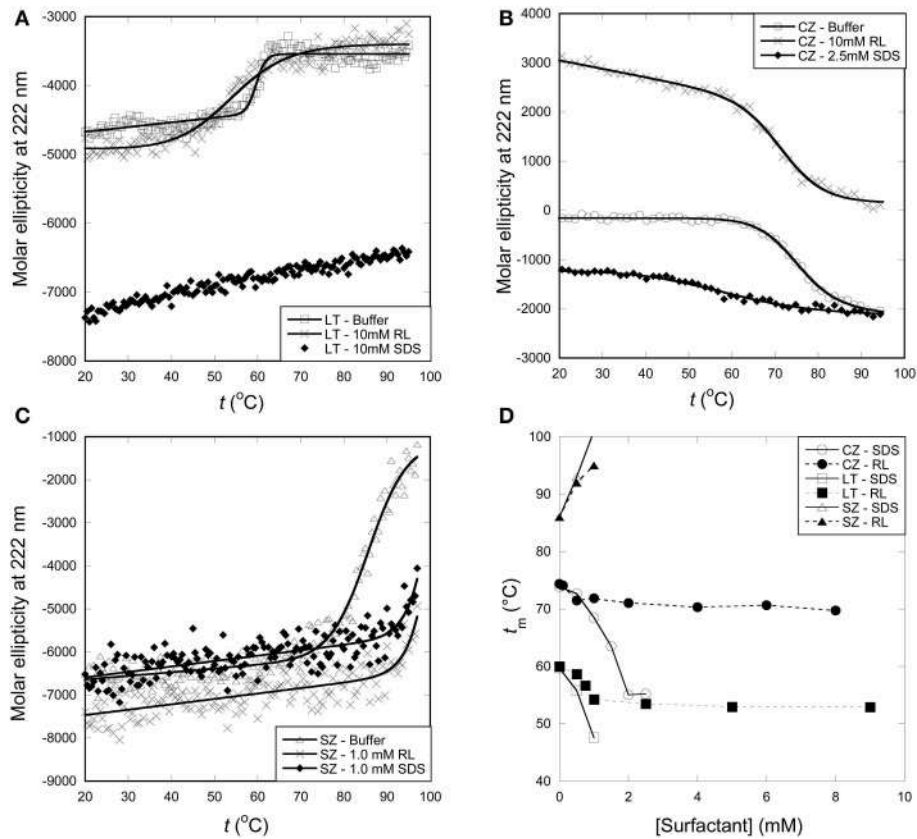 A
Molar ellipticity at 222 nm
-3000
-4000
-5000
-6000
-7000
-8000
20 30 40 50 60 70 80 90 100
t (°C)
LT - Buffer
LT - 10mM RL
LT - 10mM SDS
B
Molar ellipticity at 222 nm
4000
3000
2000
1000
0
-1000
-2000
-3000
20 30 40 50 60 70 80 90 100
t (°C)
CZ - Buffer
CZ - 10mM RL
CZ - 2.5mM SDS
C
Molar ellipticity at 222 nm
-1000
-2000
-3000
-4000
-5000
-6000
-7000
-8000
-9000
20 30 40 50 60 70 80 90 100
t (°C)
SZ - Buffer
SZ - 1.0 mM RL
SZ - 1.0 mM SDS
D
tm (°C)
100
90
80
70
60
50
40
0 2 4 6 8 10
[Surfactant] (mM)
CZ - SDS
CZ - RL
LT - SDS
LT - RL
SZ - SDS
SZ - RL